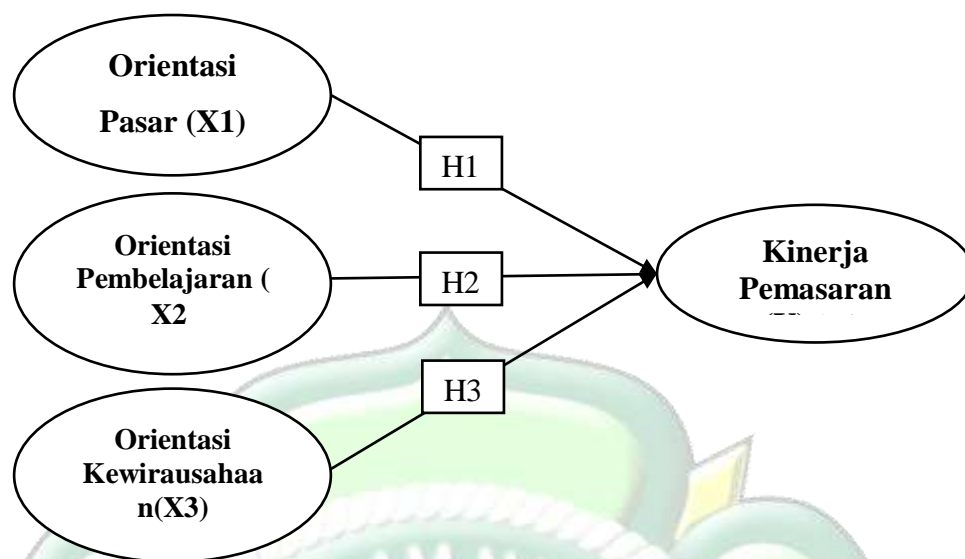 Orientasi
Pasar (X1)
H1
Orientasi
Pembelajaran (
X2
H2
Kinerja
Pemasaran
H3
Orientasi
Kewirausahaa
n(X3)